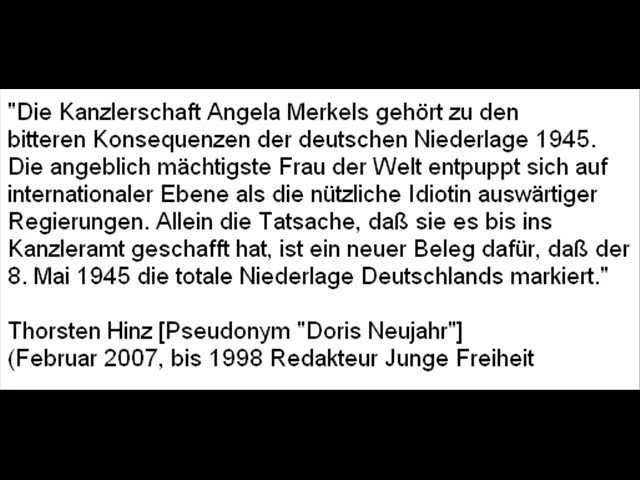 "Die Kanzlerschaft Angela Merkels gehört zu den
bitteren Konsequenzen der deutschen Niederlage 1945.
Die angeblich mächtigste Frau der Welt entpuppt sich auf
internationaler Ebene als die nützliche Idiotin auswärtiger
Regierungen. Allein die Tatsache, daß sie es bis ins
Kanzleramt geschafft hat, ist ein neuer Beleg dafür, daß der
8. Mai 1945 die totale Niederlage Deutschlands markiert."
Thorsten Hinz [Pseudonym "Doris Neujahr"]
(Februar 2007, bis 1998 Redakteur Junge Freiheit